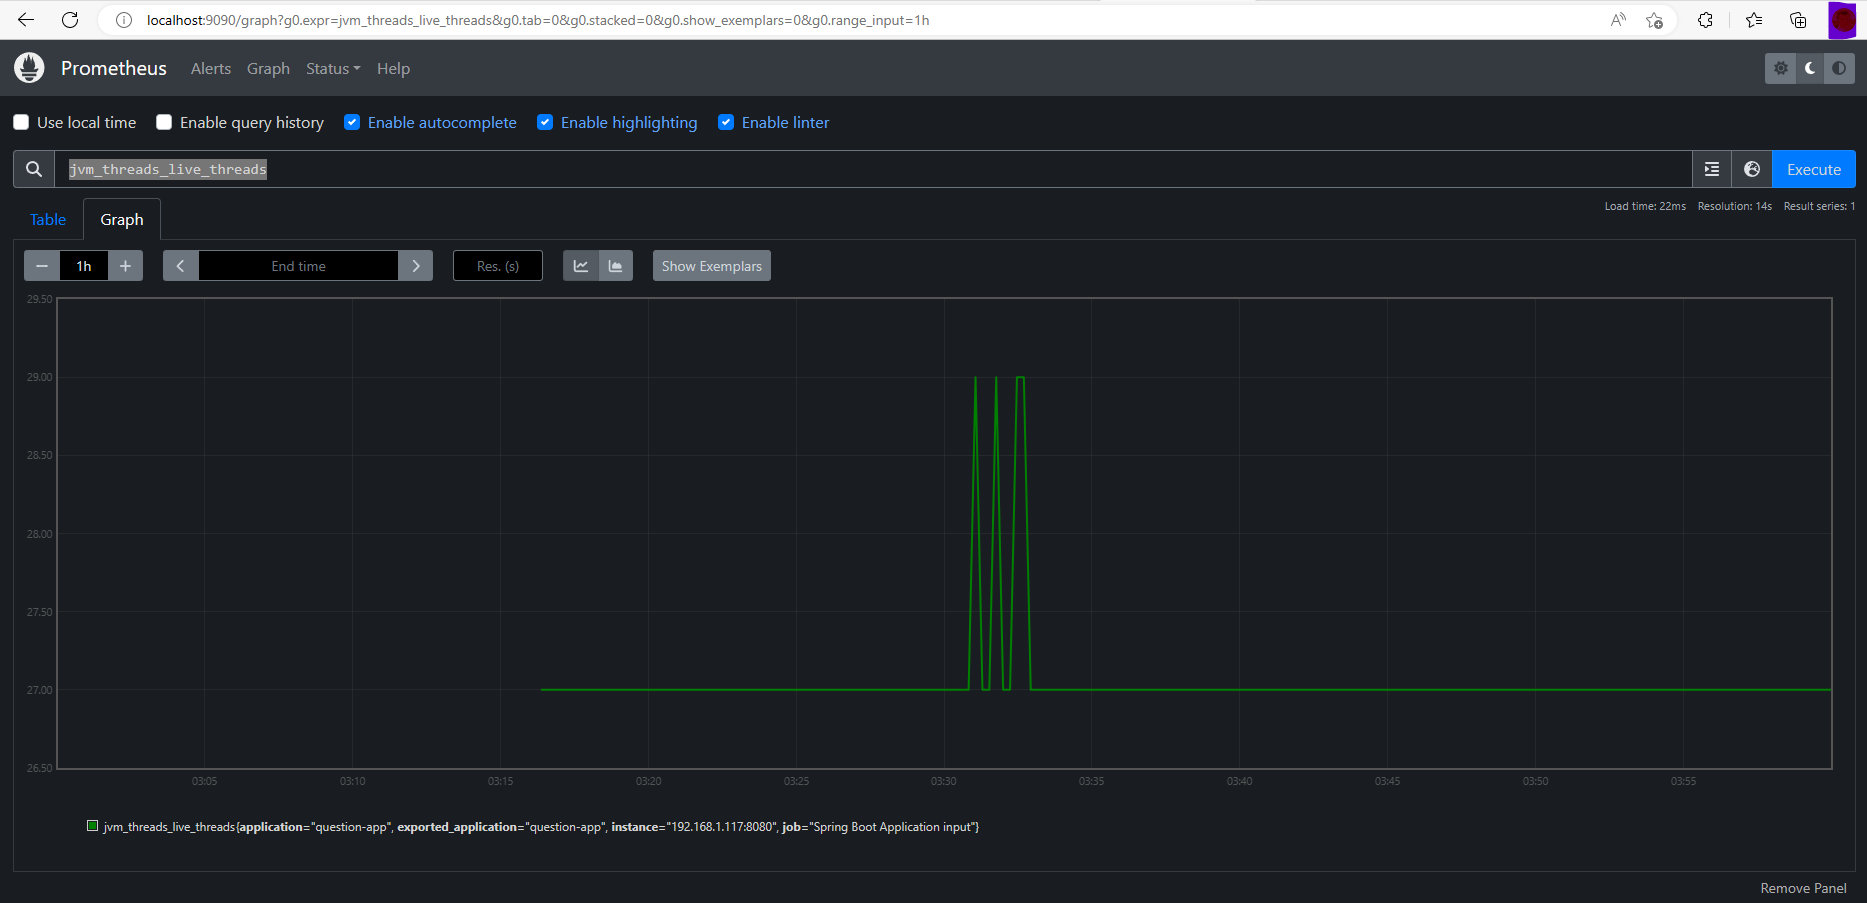 localhost:9090/graph?g0.expr=jvm_threads_live_threads&g0.tab=0&g0.stacked=0&g0.show_exemplars=0&g0.range_input=1h
Prometheus Alerts Graph Status Help
Use local time Enable query history Enable autocomplete Enable highlighting Enable linter
jvm_threads_live_threads Execute
Table Graph Load time: 22ms Resolution: 14s Result series: 1
1h End time Res. (s) Show Exemplars
29.50
29.00
28.50
28.00
27.50
27.00
26.50
03:05 03:10 03:15 03:20 03:25 03:30 03:35 03:40 03:45 03:50 03:55
jvm_threads_live_threads{application="question-app", exported_application="question-app", instance="192.168.1.117:8080", job="Spring Boot Application input"}
Remove Panel